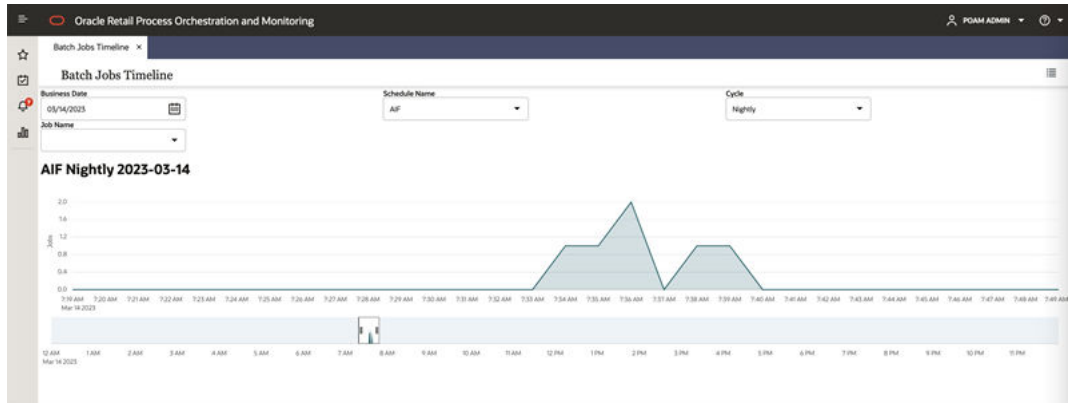 Oracle Retail Process Orchestration and Monitoring
POAM ADMIN
Batch Jobs Timeline ×
Batch Jobs Timeline
Business Date
03/14/2023
Schedule Name
AIF
Cycle
Nightly
Job Name
AIF Nightly 2023-03-14
Jobs
2.0
1.6
1.2
0.8
0.4
0.0
7:19 AM 7:20 AM 7:21 AM 7:22 AM 7:23 AM 7:24 AM 7:25 AM 7:26 AM 7:27 AM 7:28 AM 7:29 AM 7:30 AM 7:31 AM 7:32 AM 7:33 AM 7:34 AM 7:35 AM 7:36 AM 7:37 AM 7:38 AM 7:39 AM 7:40 AM 7:41 AM 7:42 AM 7:43 AM 7:44 AM 7:45 AM 7:46 AM 7:47 AM 7:48 AM 7:49 AM
Mar 14 2023
12 AM 1 AM 2 AM 3 AM 4 AM 5 AM 6 AM 7 AM 8 AM 9 AM 10 AM 11 AM 12 PM 1 PM 2 PM 3 PM 4 PM 5 PM 6 PM 7 PM 8 PM 9 PM 10 PM 11 PM
Mar 14 2023